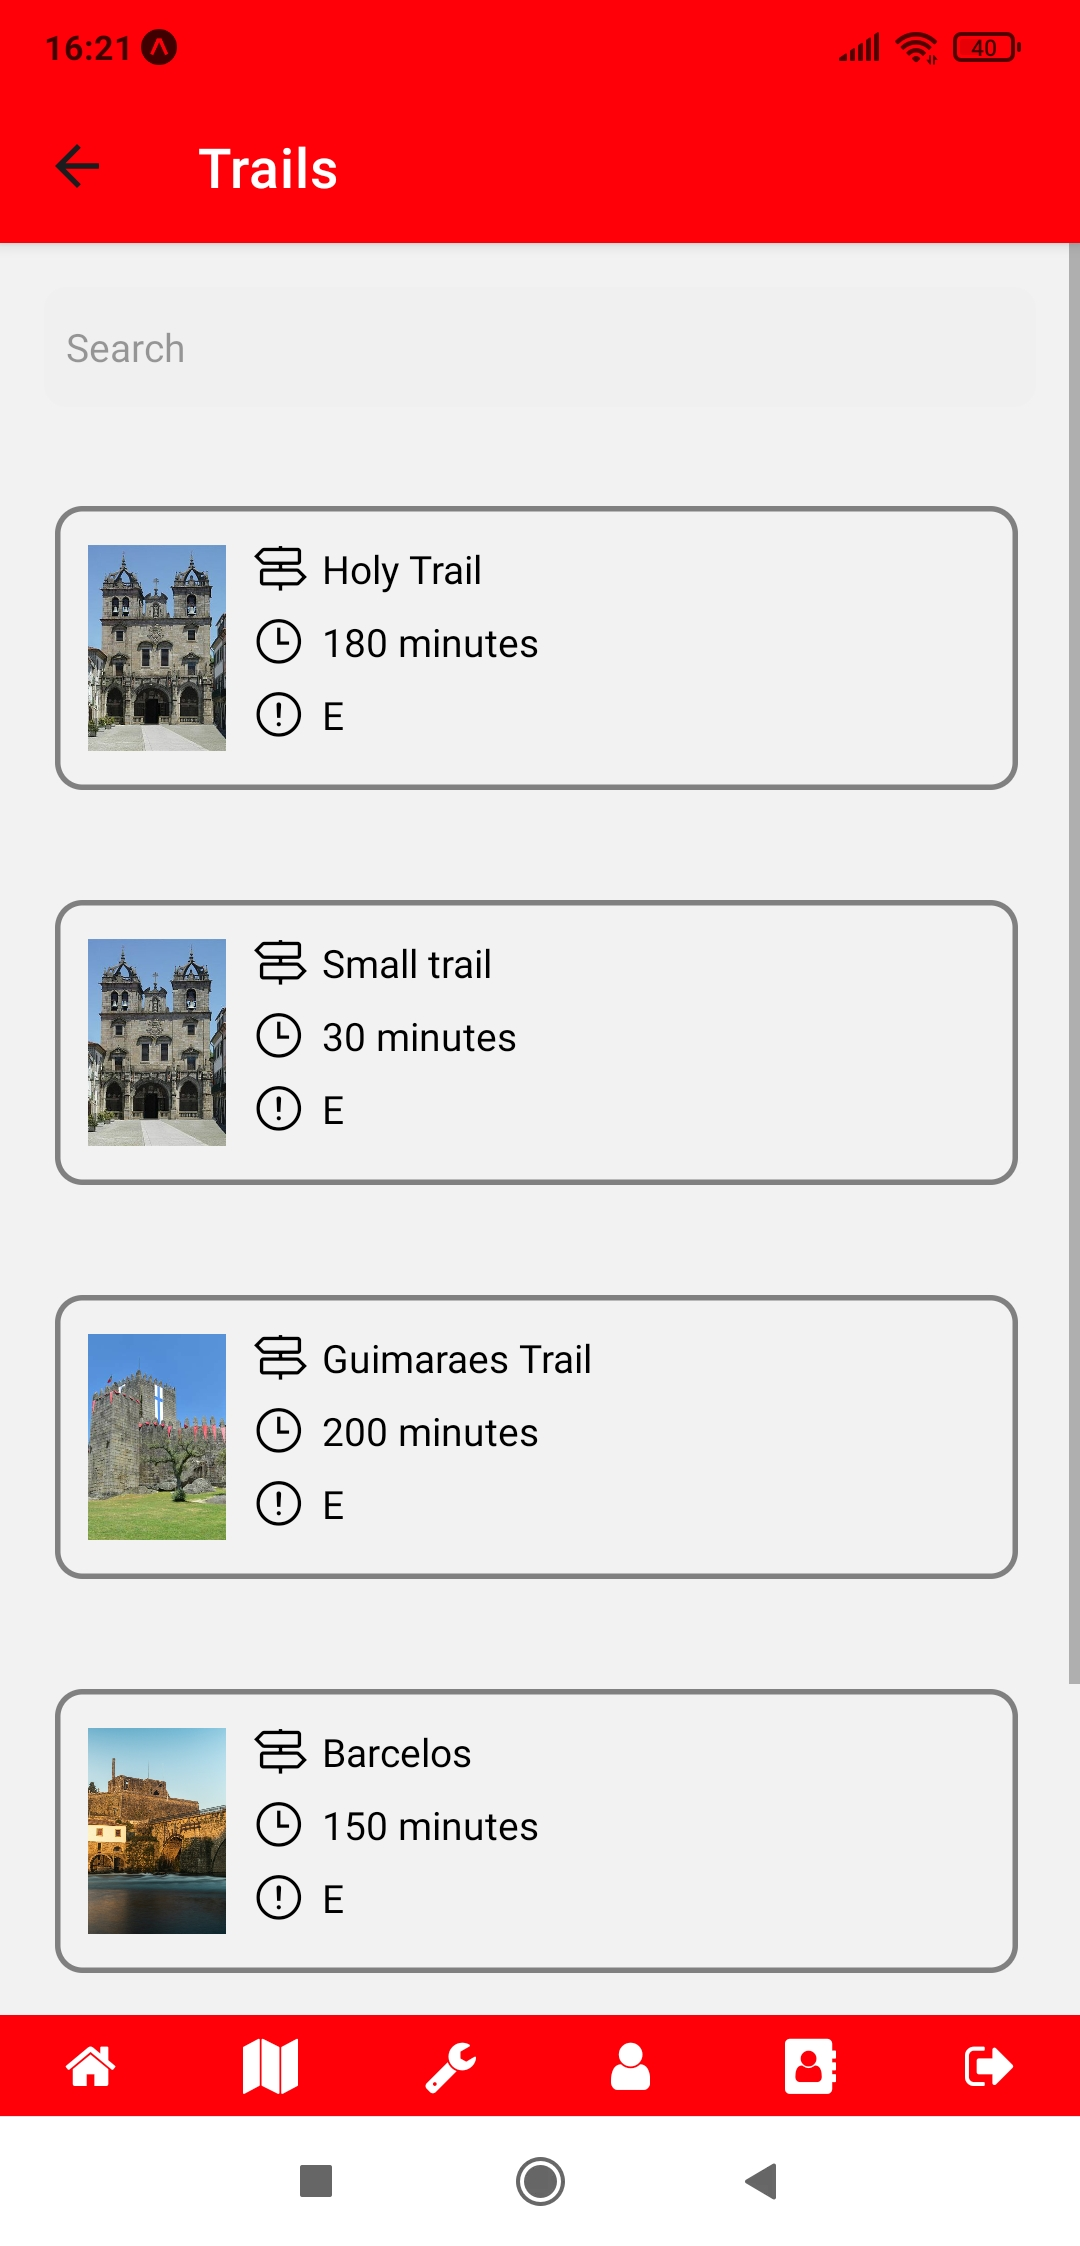 16:21
40
Trails
Search
Holy Trail
180 minutes
E
Small trail
30 minutes
E
Guimaraes Trail
200 minutes
E
Barcelos
150 minutes
E